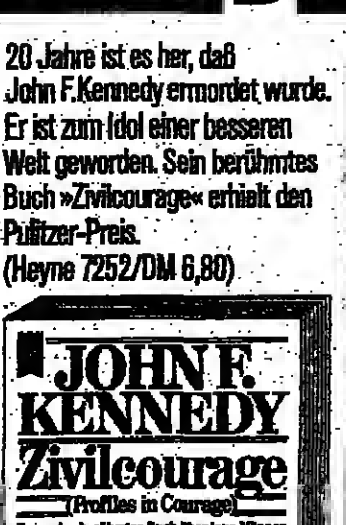 20 Jahre ist es her, daß
John F. Kennedy ermordet wurde.
Er ist zum Idol einer besseren
Welt geworden. Sein berühmtes
Buch »Zivilcourage« erhielt den
Pulitzer-Preis.
(Heyne 7252/DM 6,80)
JOHN F.
KENNEDY
Zivilcourage
(Profiles in Courage)